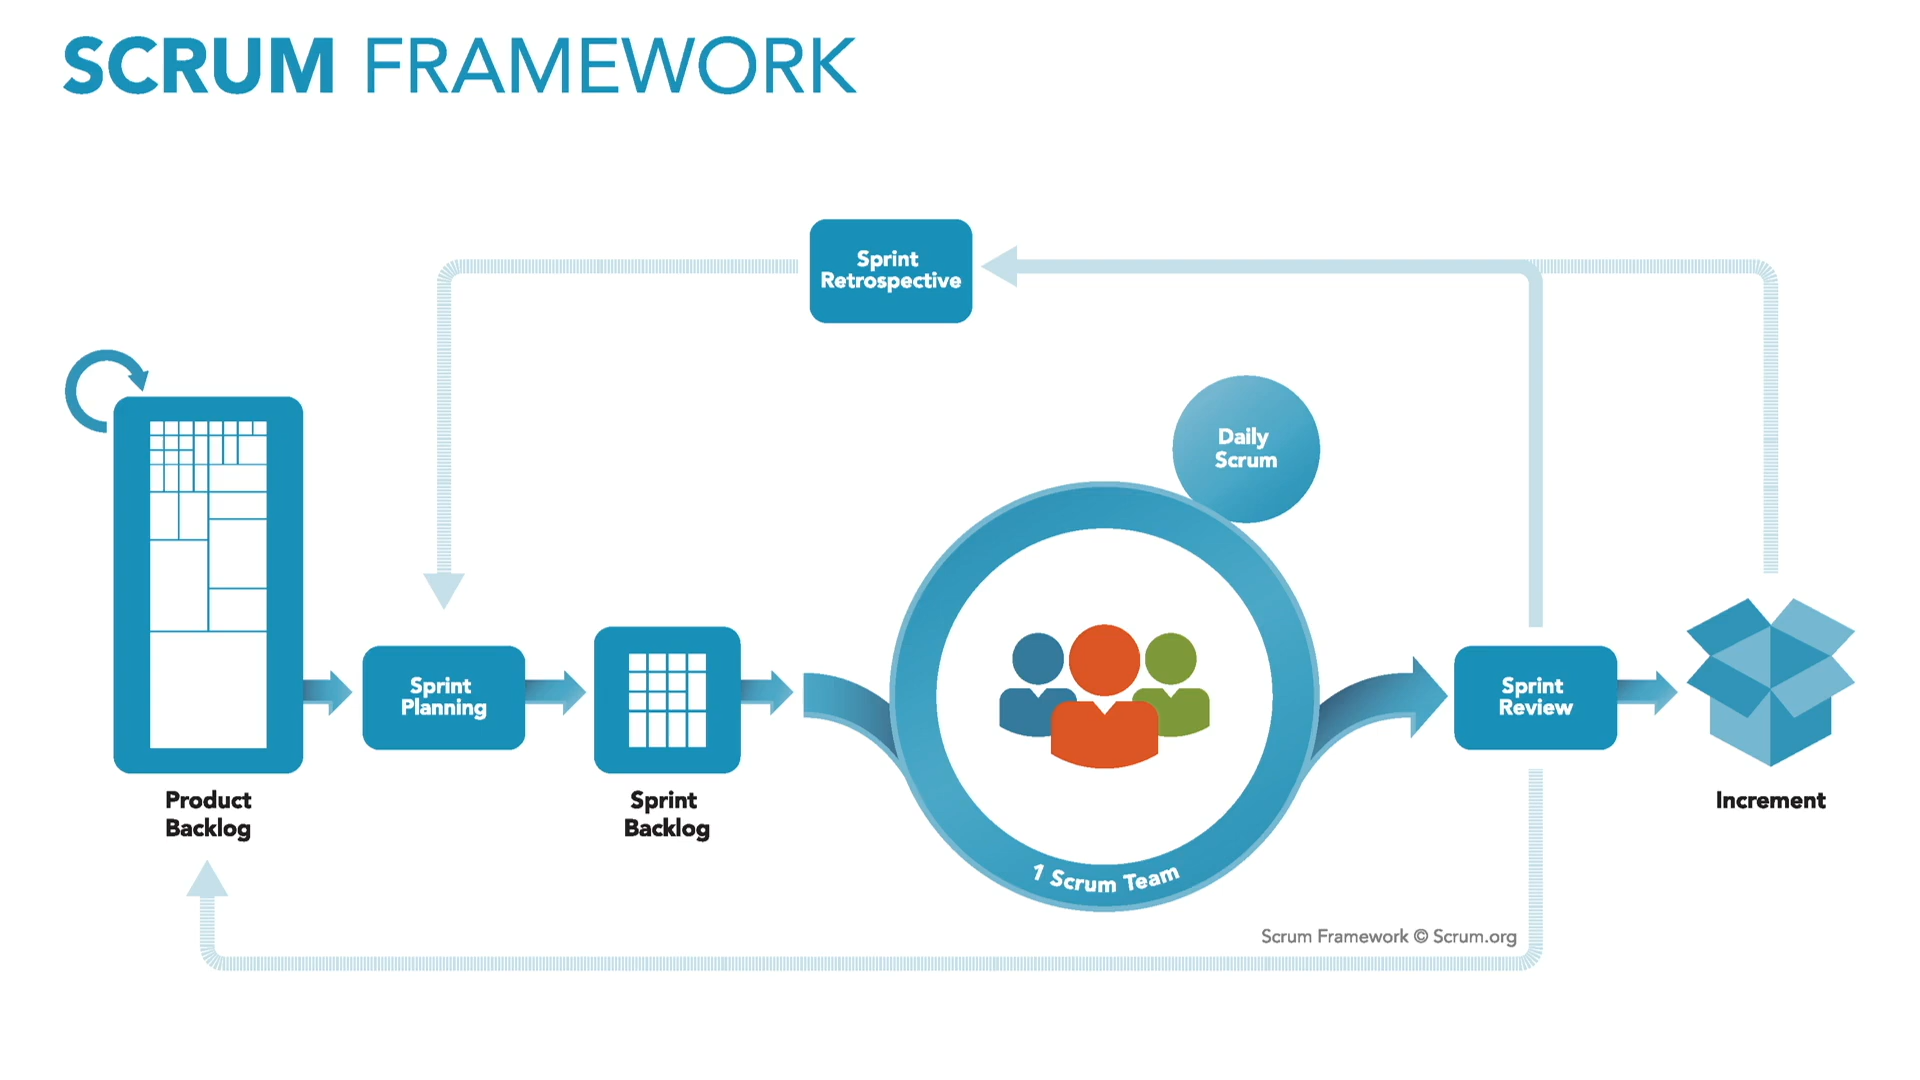 SCRUM FRAMEWORK
Sprint
Retrospective
Daily
Scrum
Sprint
Planning
Sprint
Review
Product
Backlog
Sprint
Backlog
Increment
1 Scrum Team
Scrum Framework © Scrum.org